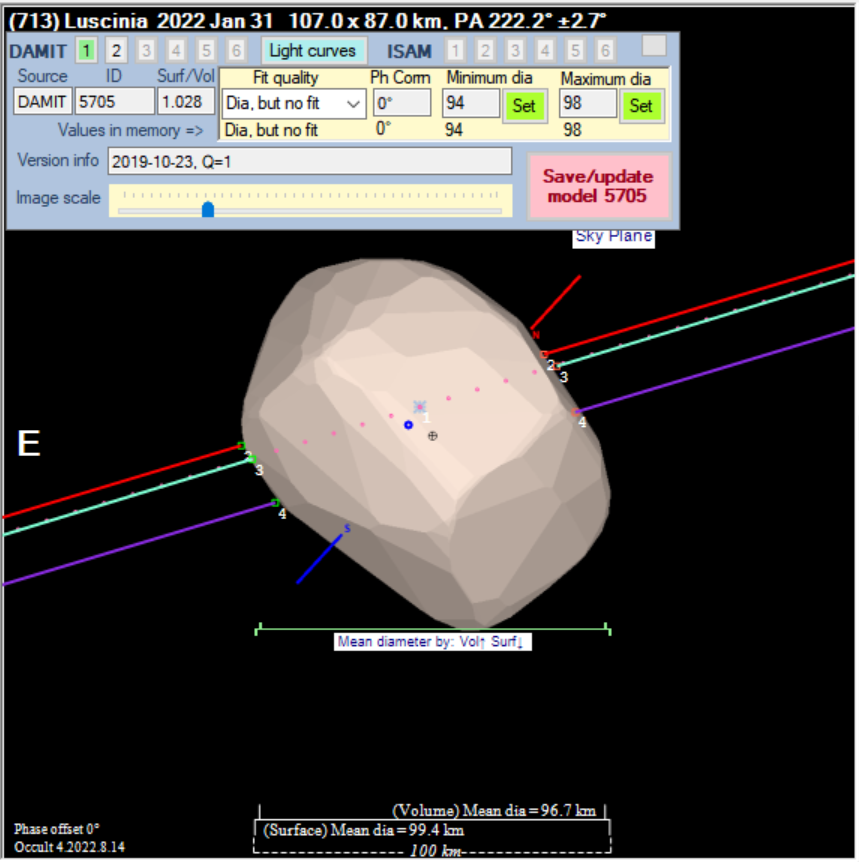 (713) Luscinia  2022 Jan 31  107.0 x 87.0 km, PA 222.2° ±2.7°
DAMIT 1 2 3 4 5 6 Light curves ISAM 1 2 3 4 5 6
Source ID Surf/Vol Fit quality Ph Corrn Minimum dia Maximum dia
DAMIT 5705 1.028 Dia, but no fit 0° 94 Set 98 Set
Values in memory => Dia, but no fit 0° 94 98
Version info 2019-10-23, Q=1
Save/update
model 5705
Image scale
Sky Plane
N
2
3
1
4
E
2
3
4
S
Mean diameter by: Vol↑ Surf↓
(Volume) Mean dia=96.7 km
Phase offset 0° (Surface) Mean dia=99.4 km
Occult 4.2022.8.14 100 km